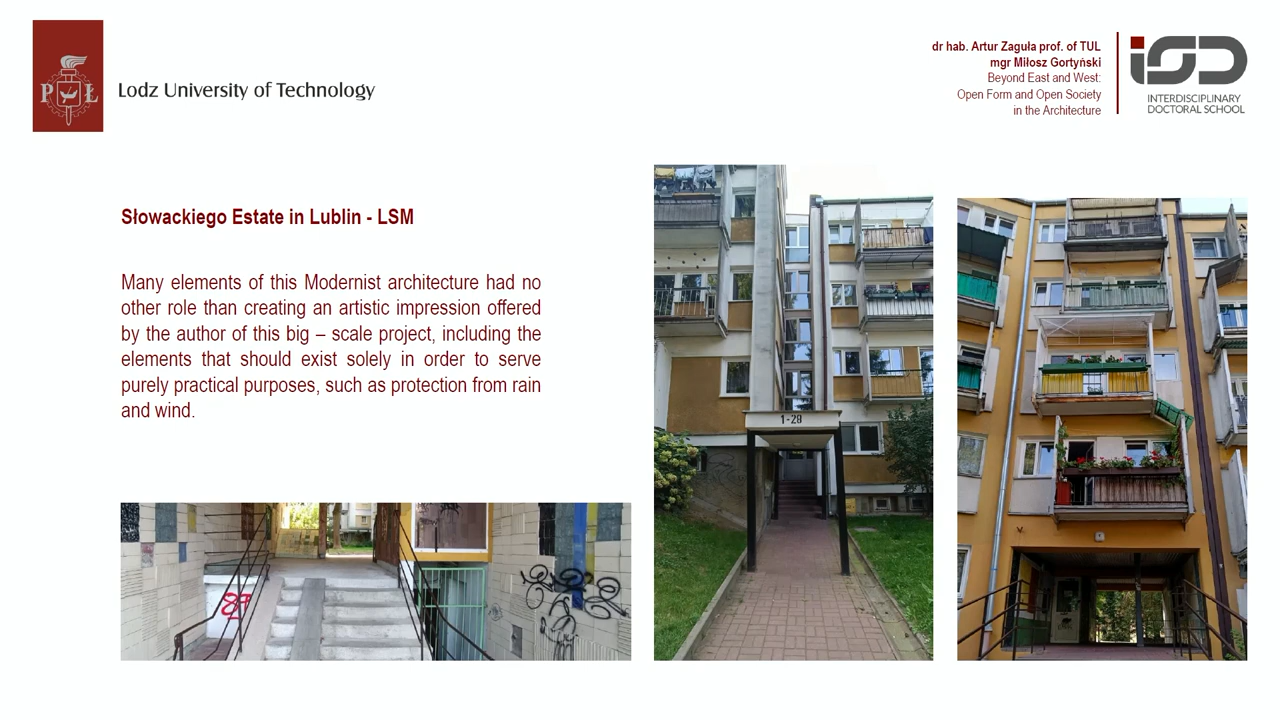 P Ł
Lodz University of Technology
dr hab. Artur Zaguła prof. of TUL
mgr Miłosz Gortyński
Beyond East and West:
Open Form and Open Society
in the Architecture
INTERDISCIPLINARY
DOCTORAL SCHOOL
Słowackiego Estate in Lublin - LSM
Many elements of this Modernist architecture had no
other role than creating an artistic impression offered
by the author of this big – scale project, including the
elements that should exist solely in order to serve
purely practical purposes, such as protection from rain
and wind.
1-28